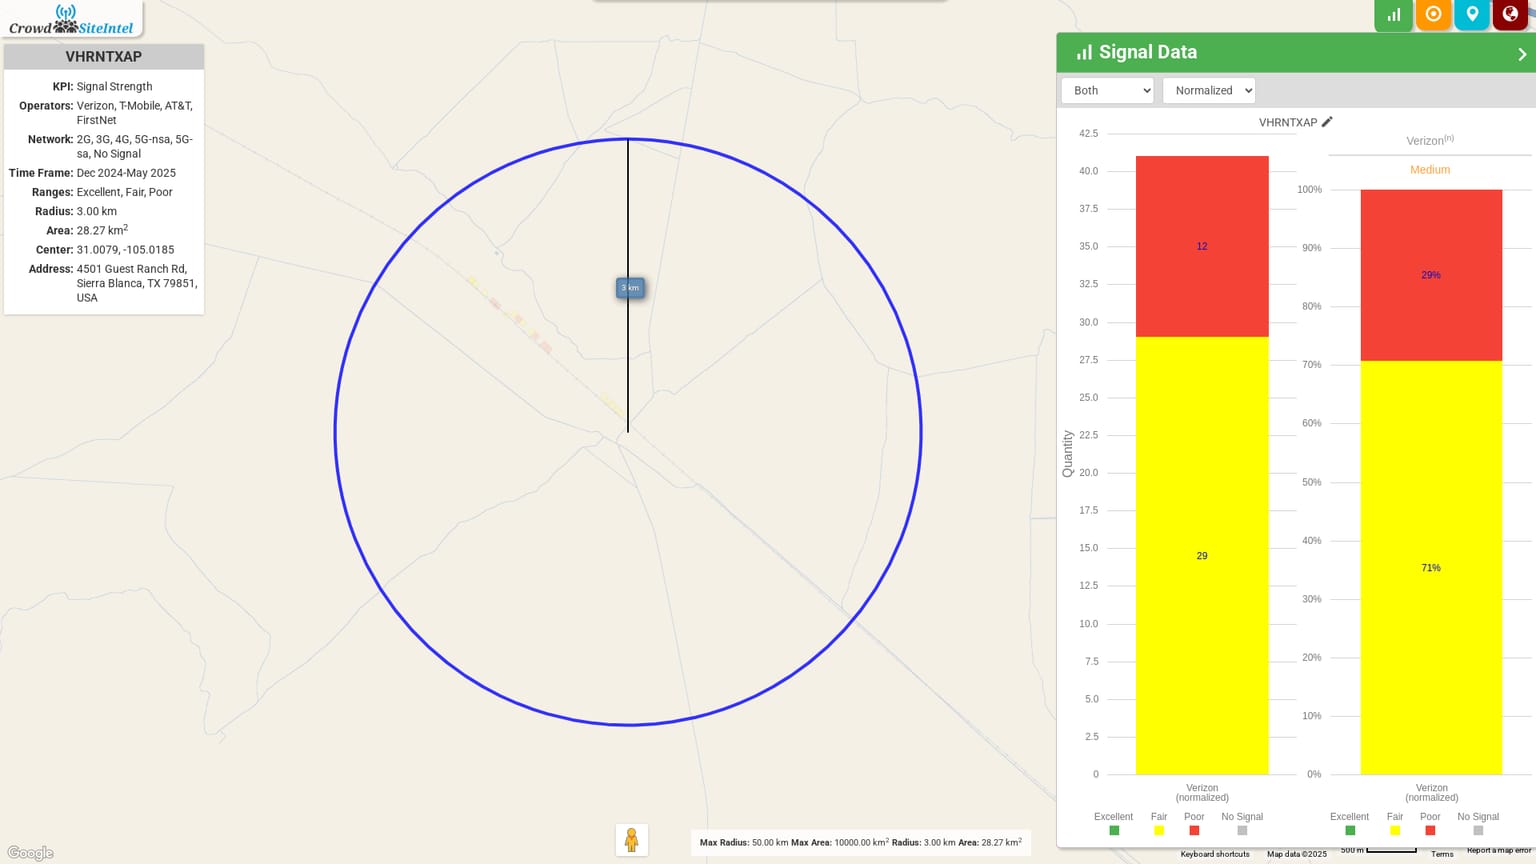 Crowd SiteIntel
VHRNTXAP
KPI: Signal Strength
Operators: Verizon, T-Mobile, AT&T,
FirstNet
Network: 2G, 3G, 4G, 5G-nsa, 5G-
sa, No Signal
Time Frame: Dec 2024-May 2025
Ranges: Excellent, Fair, Poor
Radius: 3.00 km
Area: 28.27 km²
Center: 31.0079, -105.0185
Address: 4501 Guest Ranch Rd,
Sierra Blanca, TX 79851,
USA
3 km
Google
Max Radius: 50.00 km Max Area: 10000.00 km² Radius: 3.00 km Area: 28.27 km²
Signal Data
Both
Normalized
VHRNTXAP
Quantity
42.5
40.0
37.5
35.0
32.5
30.0
27.5
25.0
22.5
20.0
17.5
15.0
12.5
10.0
7.5
5.0
2.5
0
12
29
Verizon
(normalized)
Excellent
Fair
Poor
No Signal
Verizon(n)
Medium
100%
90%
80%
70%
60%
50%
40%
30%
20%
10%
0%
29%
71%
Verizon
(normalized)
Excellent
Fair
Poor
No Signal
Keyboard shortcuts
Map data ©2025
500 m
Terms
Report a map error